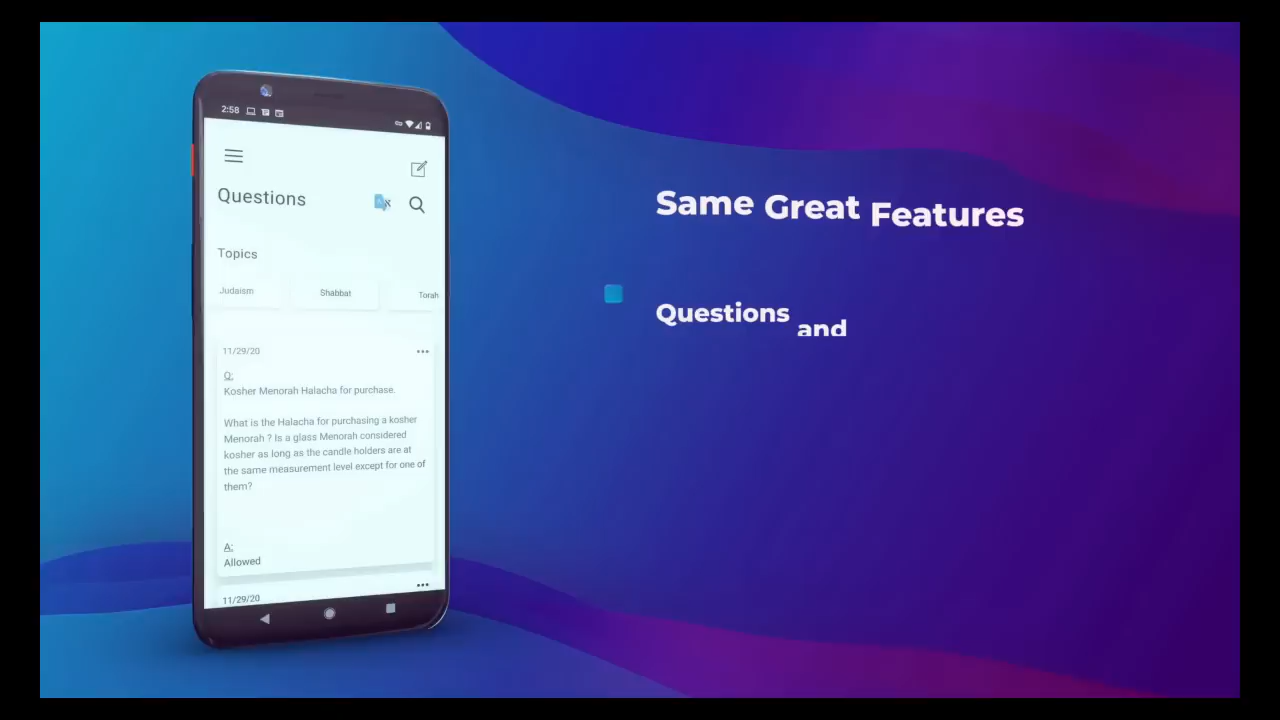 2:58
Questions
Topics
Judaism Shabbat Torah
11/29/20
Q:
Kosher Menorah Halacha for purchase.
What is the Halacha for purchasing a kosher
Menorah ? Is a glass Menorah considered
kosher as long as the candle holders are at
the same measurement level except for one of
them?
A:
Allowed
11/29/20
Same Great Features
Questions and